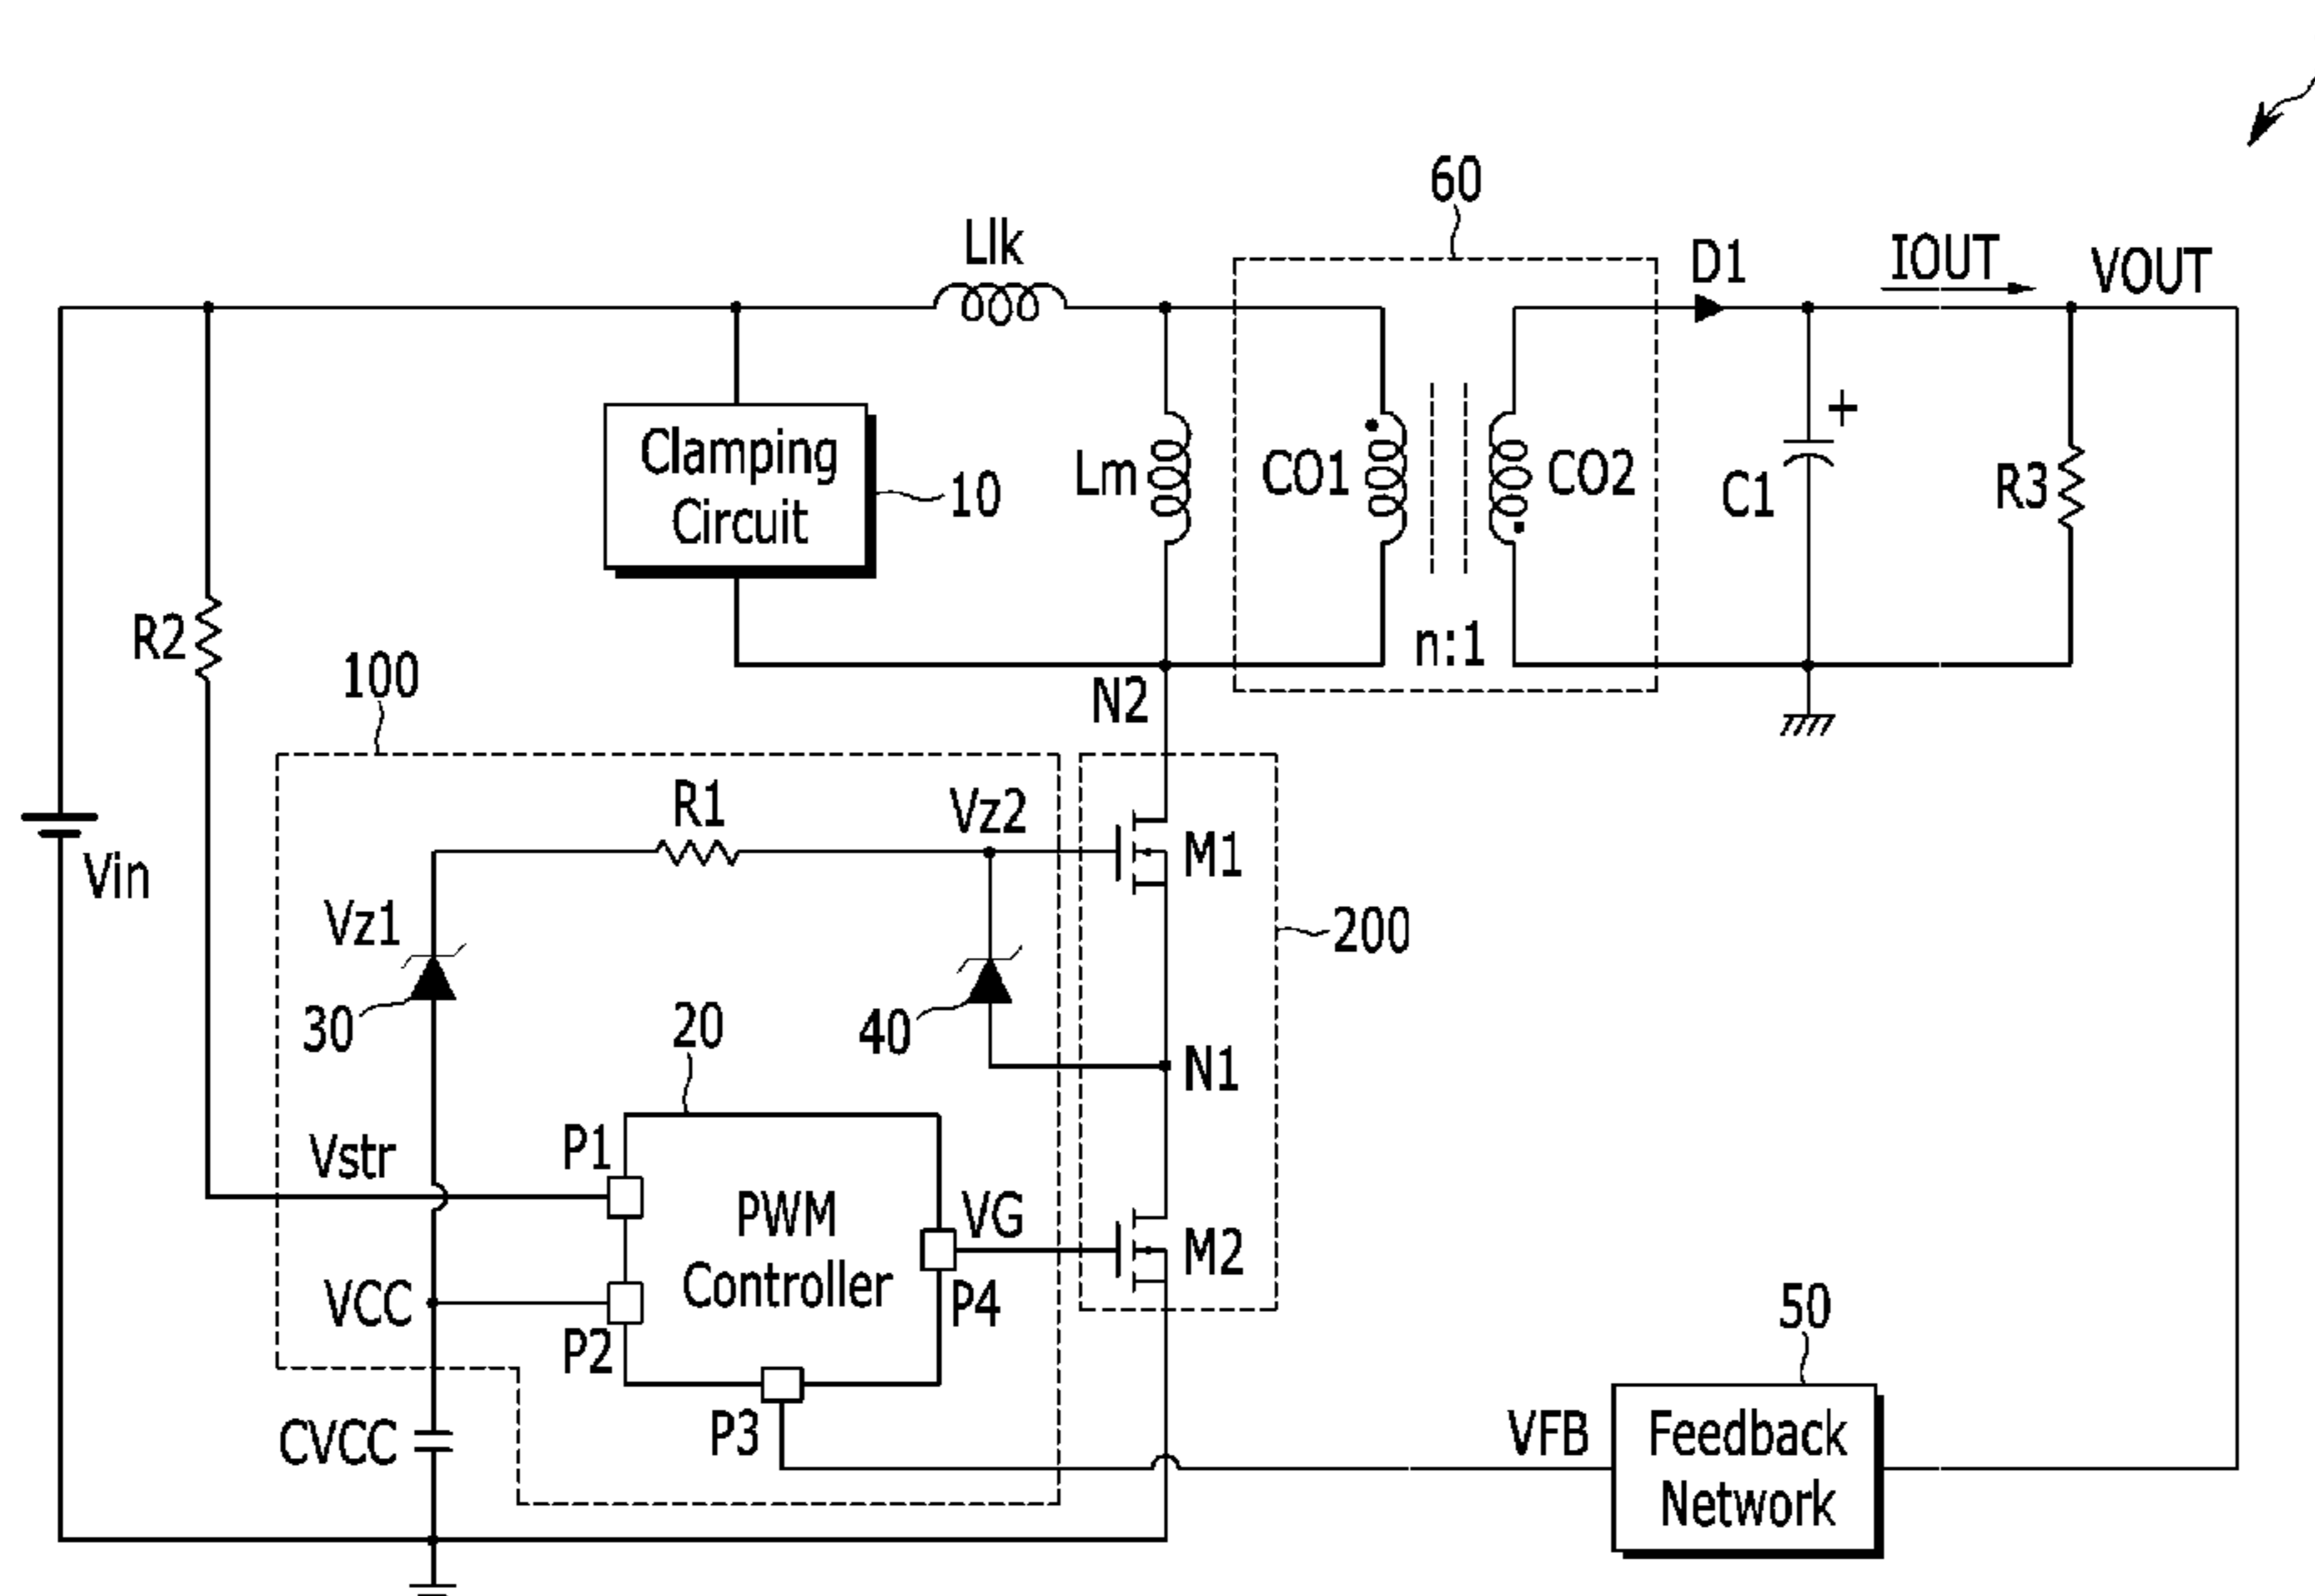 60
Llk
D1
IOUT
VOUT
Clamping
Circuit
10
Lm
CO1
CO2
C1
+
R3
R2
n:1
100
N2
R1
Vz2
M1
Vin
Vz1
200
30
20
40
N1
Vstr
P1
PWM
Controller
VG
M2
VCC
P4
P2
50
CVCC
P3
VFB
Feedback
Network